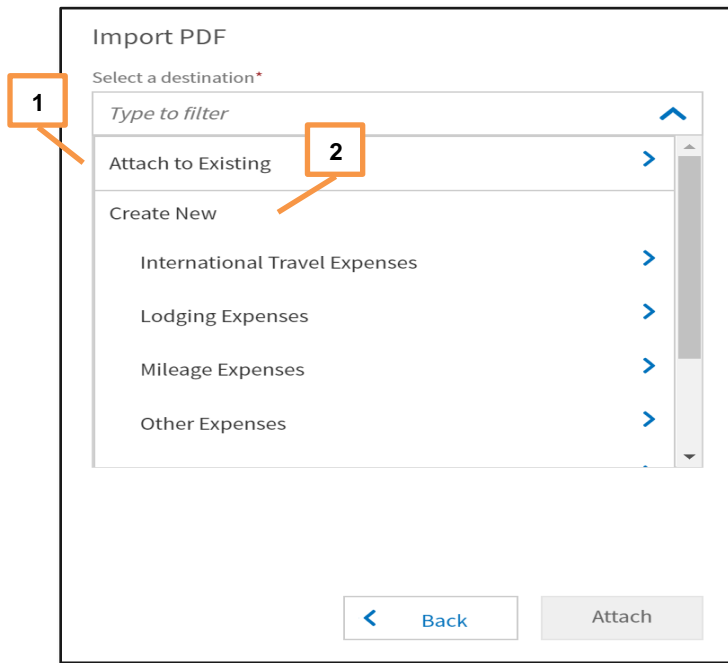 Import PDF
Select a destination*
1
Type to filter
2
Attach to Existing
Create New
International Travel Expenses
Lodging Expenses
Mileage Expenses
Other Expenses
Back
Attach